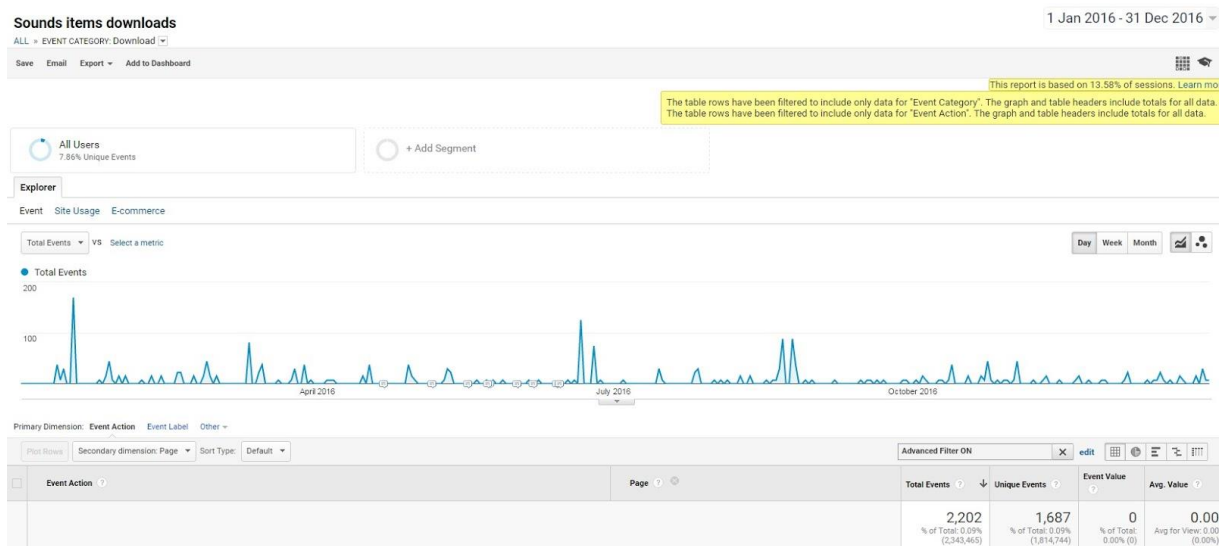 Sounds items downloads
1 Jan 2016 - 31 Dec 2016
ALL » EVENT CATEGORY: Download
Save Email Export Add to Dashboard
This report is based on 13.58% of sessions. Learn mo
The table rows have been filtered to include only data for "Event Category". The graph and table headers include totals for all data.
The table rows have been filtered to include only data for "Event Action". The graph and table headers include totals for all data.
All Users
7.86% Unique Events
+ Add Segment
Explorer
Event Site Usage E-commerce
Total Events VS Select a metric
Day Week Month
Total Events
200
100
April 2016 July 2016 October 2016
Primary Dimension: Event Action Event Label Other
Plot Rows Secondary dimension: Page Sort Type: Default
Advanced Filter ON × edit
Event Action ? Page ? Total Events ? Unique Events ? Event Value ? Avg. Value ?
2,202 1,687 0 0.00
% of Total: 0.09% % of Total: 0.09% % of Total: Avg for View: 0.00
(2,343,465) (1,814,744) 0.00% (0) (0.00%)